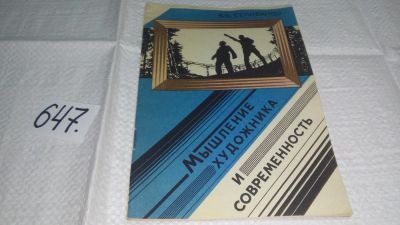 647.
МЫШЛЕНИЕ
ХУДОЖНИКА
И
СОВРЕМЕННОСТЬ